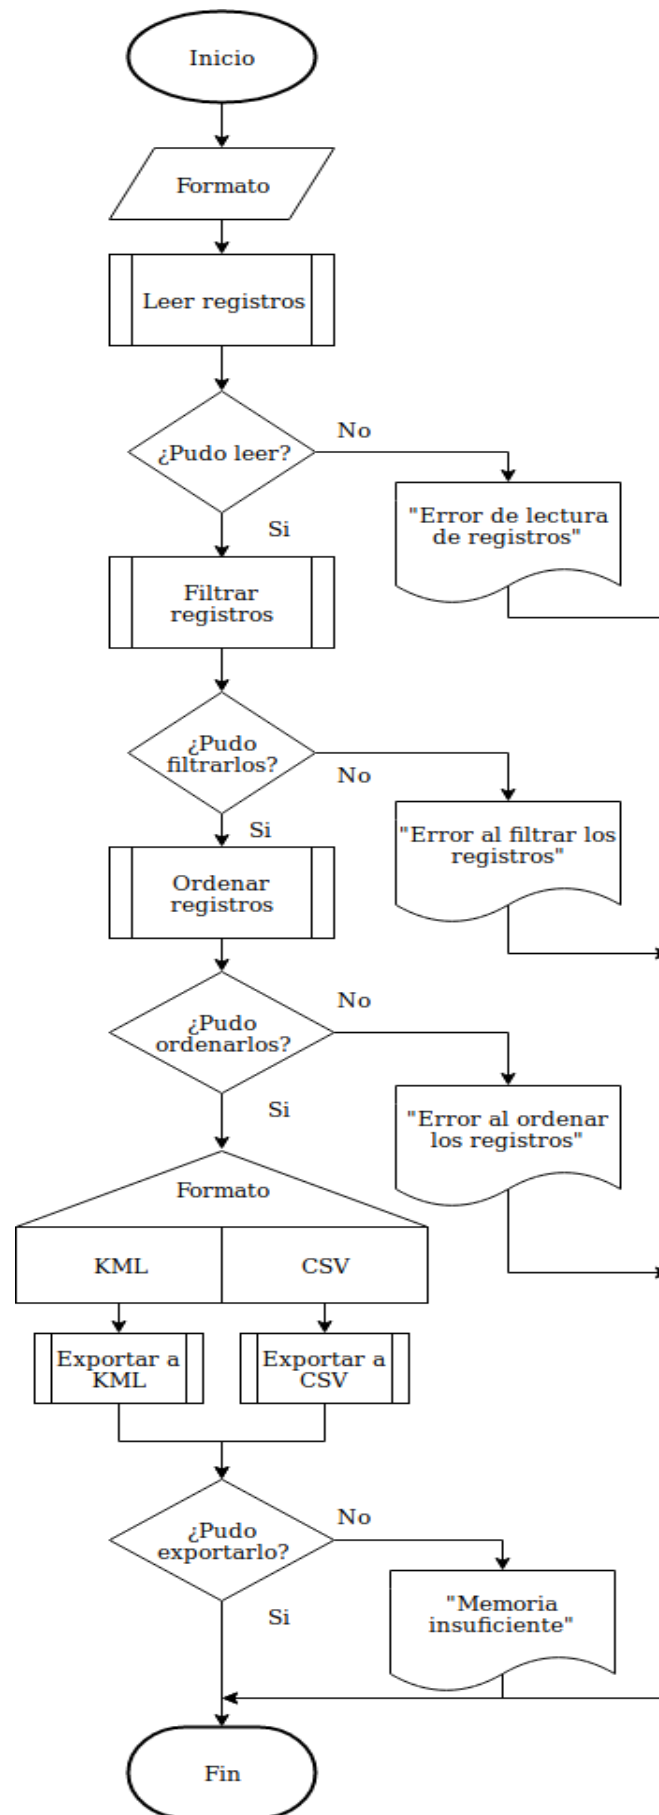 Inicio
Formato
Leer registros
¿Pudo leer?
No
"Error de lectura
de registros"
Si
Filtrar
registros
¿Pudo
filtrarlos?
No
"Error al filtrar los
registros"
Si
Ordenar
registros
¿Pudo
ordenarlos?
No
"Error al ordenar
los registros"
Si
Formato
KML
CSV
Exportar a
KML
Exportar a
CSV
¿Pudo
exportarlo?
No
"Memoria
insuficiente"
Si
Fin